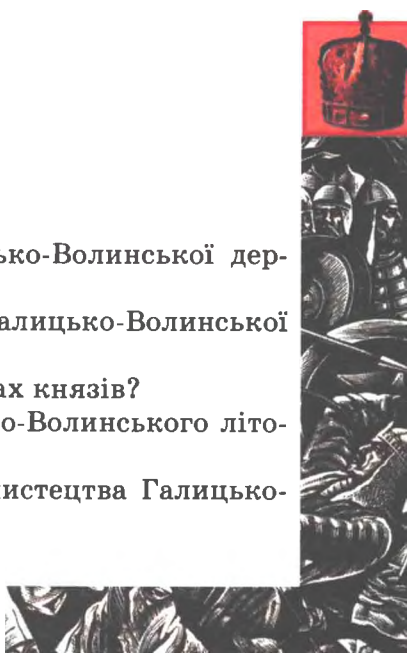 ько-Волинської дер-
алицько-Волинської
ах князів?
о-Волинського літо-
истецтва Галицько-